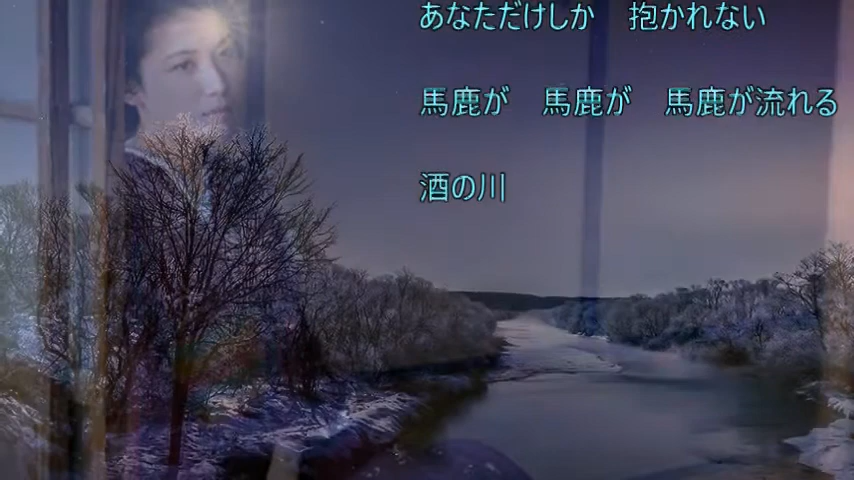 あなただけしか　抱かれない
馬鹿が　馬鹿が　馬鹿が流れる
酒の川